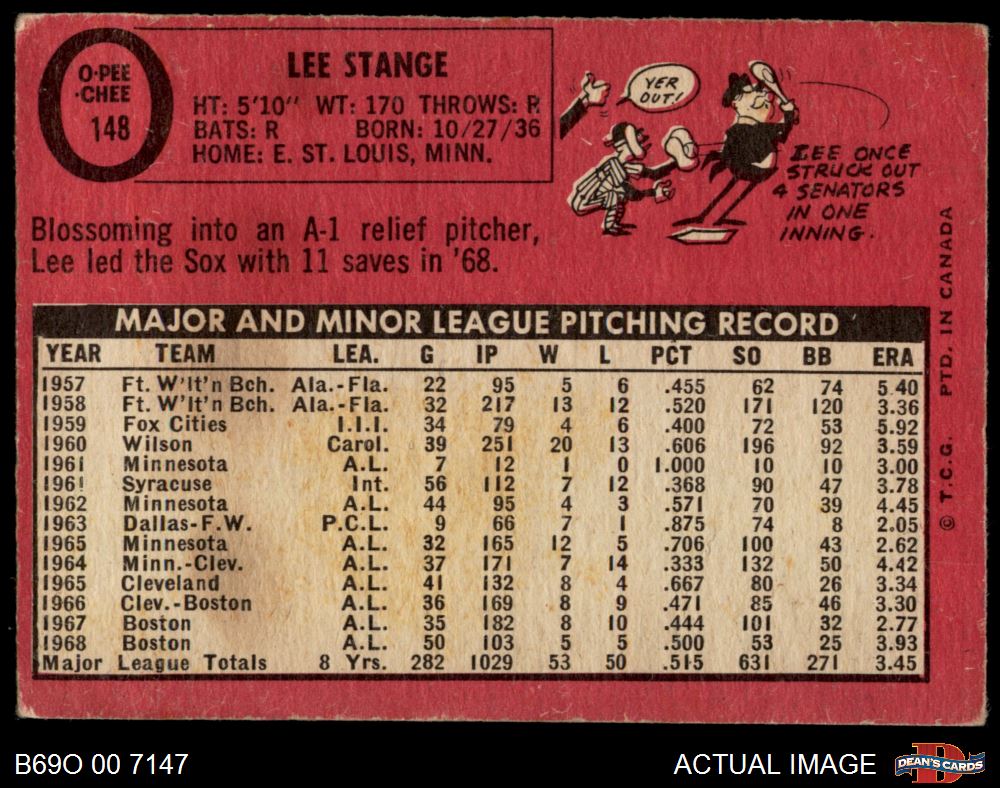 O-PEE
-CHEE
148
LEE STANGE
HT: 5'10" WT: 170 THROWS: R
BATS: R BORN: 10/27/36
HOME: E. ST. LOUIS, MINN.
YER
OUT!
LEE ONCE
STRUCK OUT
4 SENATORS
IN ONE
INNING.
Blossoming into an A-1 relief pitcher,
Lee led the Sox with 11 saves in '68.
MAJOR AND MINOR LEAGUE PITCHING RECORD
YEAR TEAM LEA. G IP W L PCT SO BB ERA
1957 Ft. W'lt'n Bch. Ala.-Fla. 22 95 5 6 .455 62 74 5.40
1958 Ft. W'lt'n Bch. Ala.-Fla. 32 217 13 12 .520 171 120 3.36
1959 Fox Cities I.I.I. 34 79 4 6 .400 72 53 5.92
1960 Wilson Carol. 39 251 20 13 .606 196 92 3.59
1961 Minnesota A.L. 7 12 1 0 1.000 10 10 3.00
1961 Syracuse Int. 56 112 7 12 .368 90 47 3.78
1962 Minnesota A.L. 44 95 4 3 .571 70 39 4.45
1963 Dallas-F.W. P.C.L. 9 66 7 1 .875 74 8 2.05
1965 Minnesota A.L. 32 165 12 5 .706 100 43 2.62
1964 Minn.-Clev. A.L. 37 171 7 14 .333 132 50 4.42
1965 Cleveland A.L. 41 132 8 4 .667 80 26 3.34
1966 Clev.-Boston A.L. 36 169 8 9 .471 85 46 3.30
1967 Boston A.L. 35 182 8 10 .444 101 32 2.77
1968 Boston A.L. 50 103 5 5 .500 53 25 3.93
Major League Totals 8 Yrs. 282 1029 53 50 .515 631 271 3.45
© T.C.G. PTD. IN CANADA
B69O 00 7147
ACTUAL IMAGE
D
DEAN'S CARDS